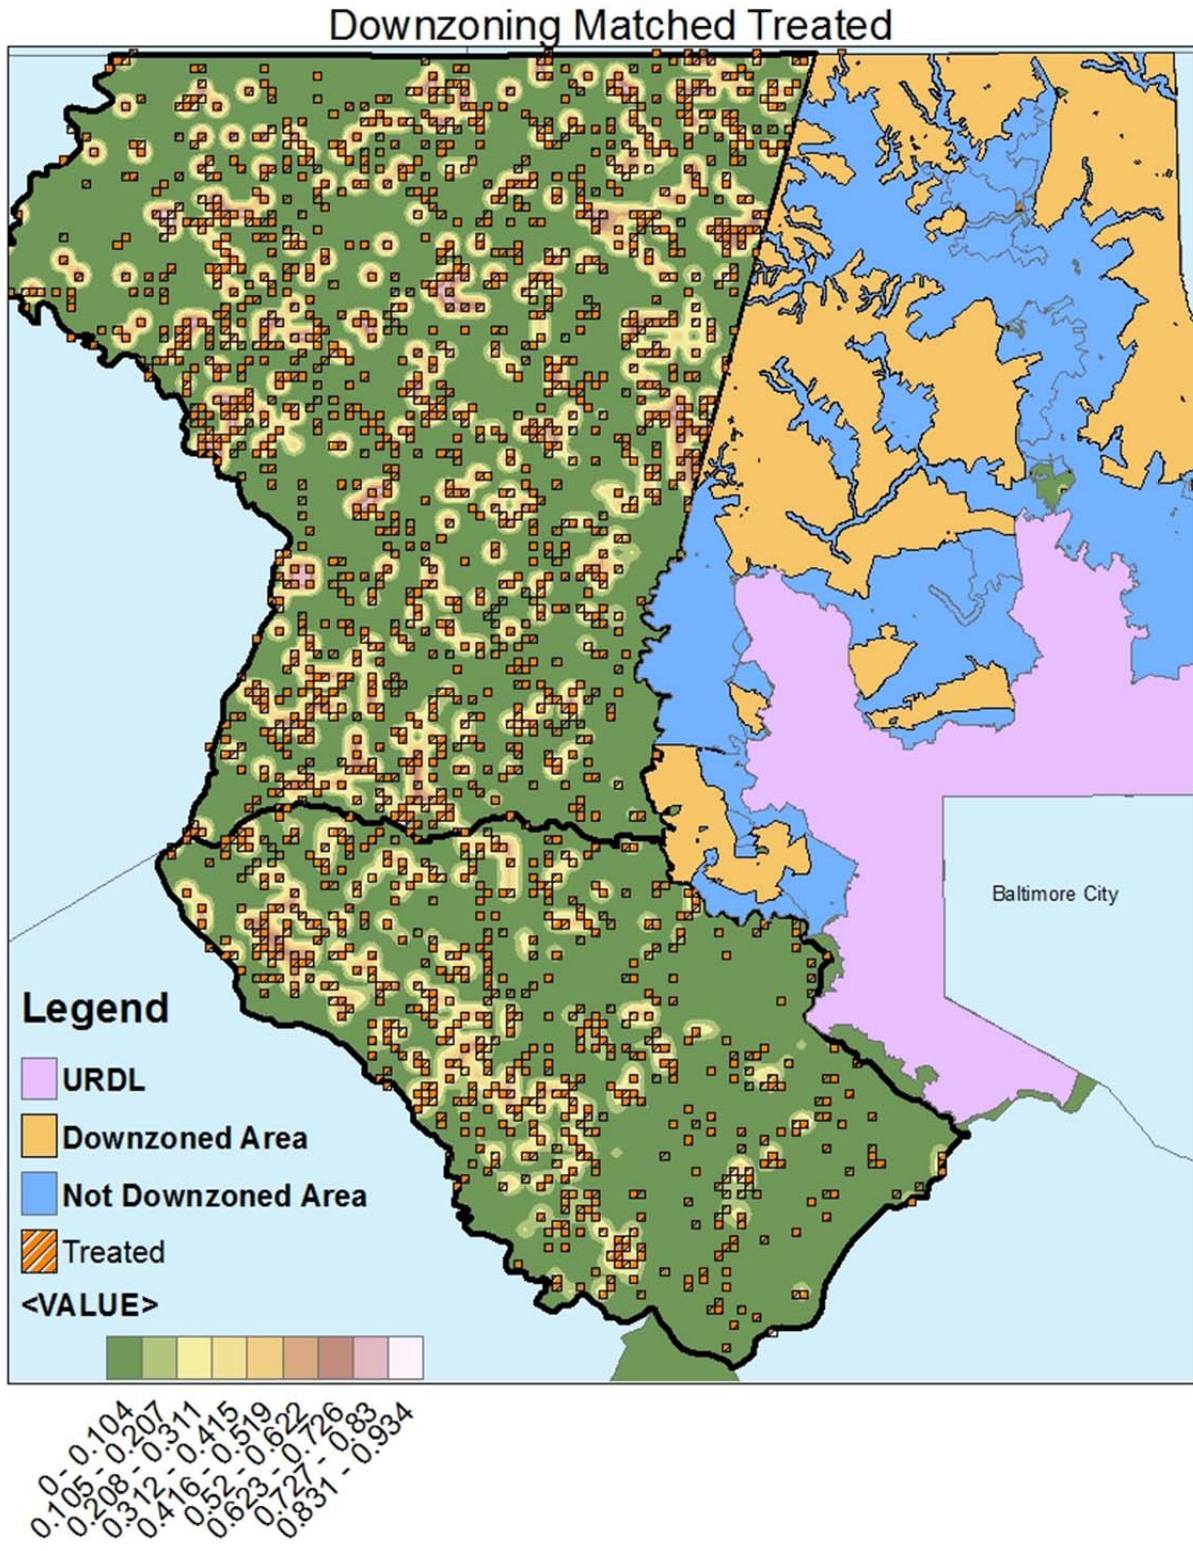 Downzoning Matched Treated
Baltimore City
Legend
URDL
Downzoned Area
Not Downzoned Area
Treated
<VALUE>
0 - 0.104
0.105 - 0.207
0.208 - 0.311
0.312 - 0.415
0.416 - 0.519
0.52 - 0.622
0.623 - 0.726
0.727 - 0.83
0.831 - 0.934